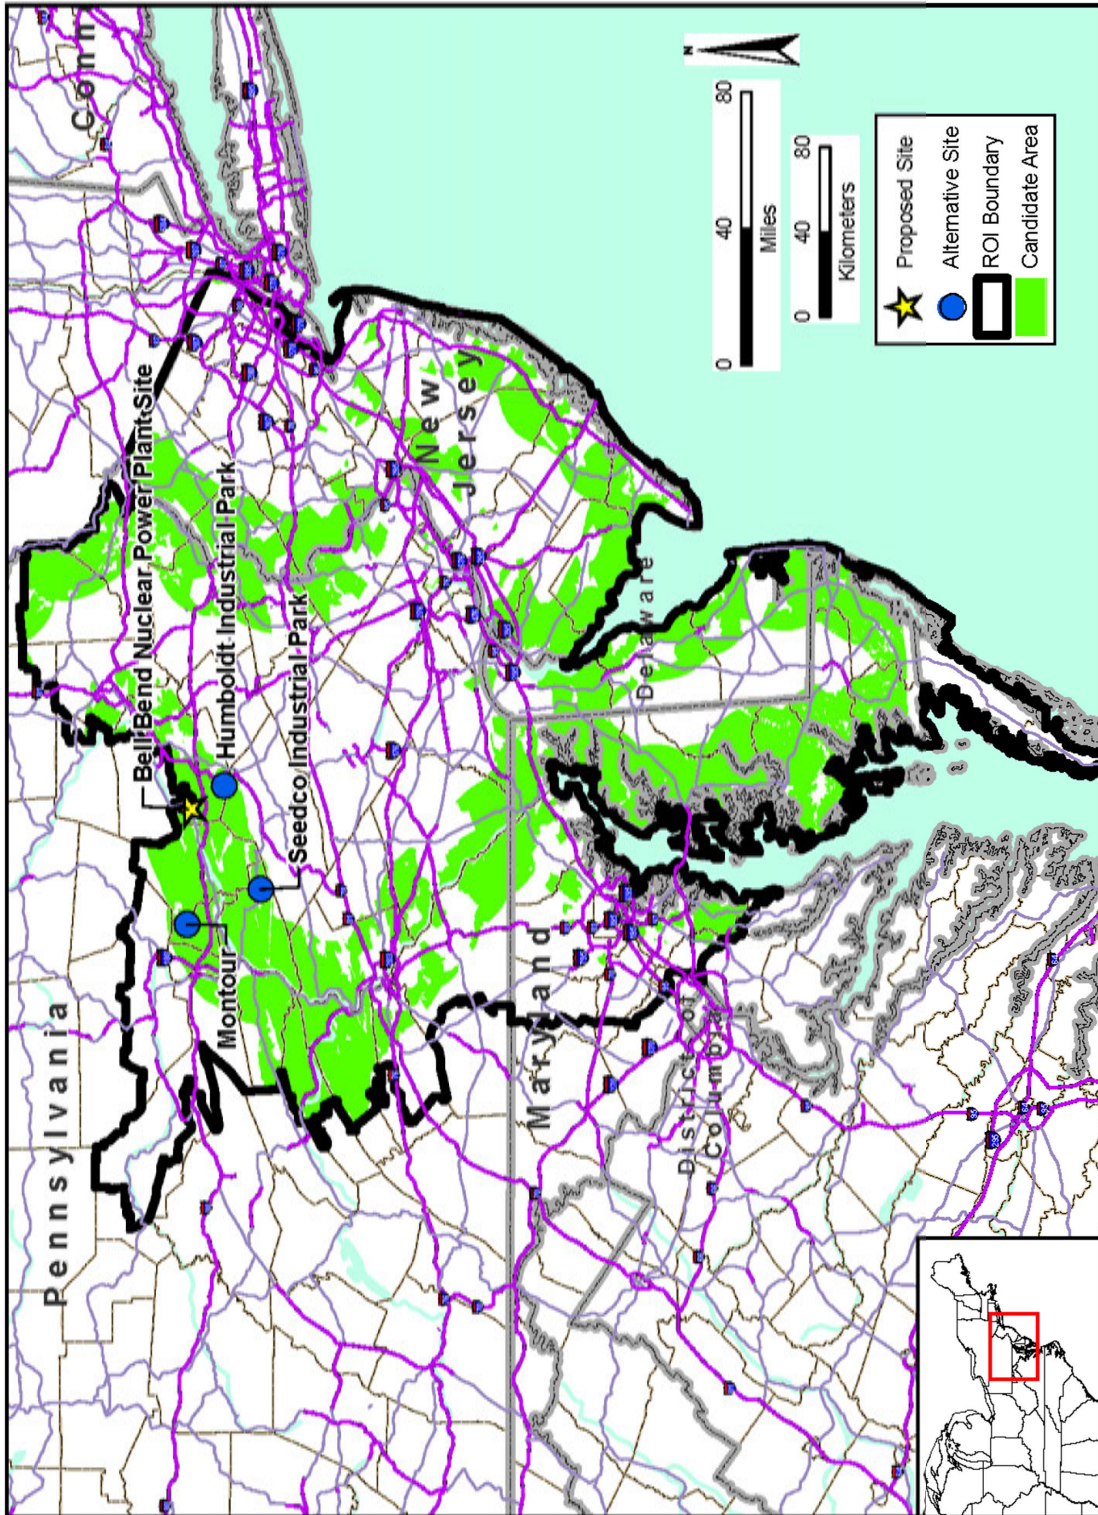 Conn
Pennsylvania
Bell Bend Nuclear Power Plant Site
Humboldt Industrial Park
Seedco Industrial Park
Montour
New
Jersey
Maryland
Delaware
District of
Columbia
N
0 40 80
Miles
0 40 80
Kilometers
Proposed Site
Alternative Site
ROI Boundary
Candidate Area